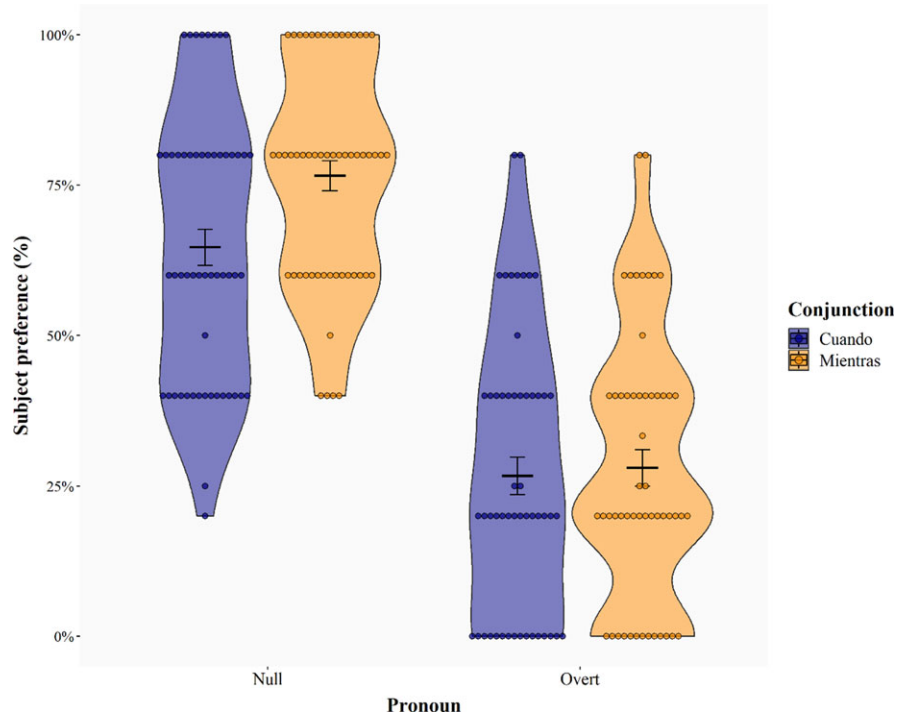 100%
75%
50%
25%
0%
Subject preference (%)
Null
Overt
Pronoun
Conjunction
Cuando
Mientras